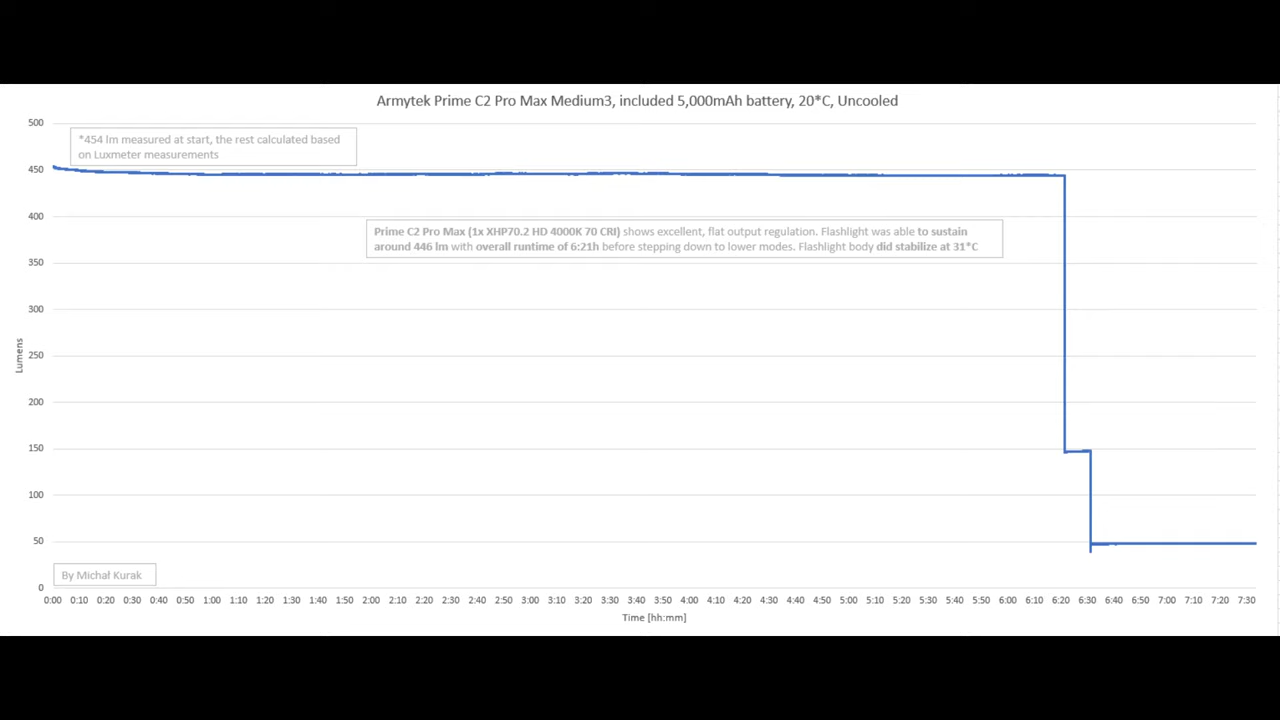 Armytek Prime C2 Pro Max Medium3, included 5,000mAh battery, 20*C, Uncooled
500
*454 lm measured at start, the rest calculated based
on Luxmeter measurements
450
400
Prime C2 Pro Max (1x XHP70.2 HD 4000K 70 CRI) shows excellent, flat output regulation. Flashlight was able to sustain
around 446 lm with overall runtime of 6:21h before stepping down to lower modes. Flashlight body did stabilize at 31*C
350
300
Lumens
250
200
150
100
50
By Michał Kurak
0
0:00 0:10 0:20 0:30 0:40 0:50 1:00 1:10 1:20 1:30 1:40 1:50 2:00 2:10 2:20 2:30 2:40 2:50 3:00 3:10 3:20 3:30 3:40 3:50 4:00 4:10 4:20 4:30 4:40 4:50 5:00 5:10 5:20 5:30 5:40 5:50 6:00 6:10 6:20 6:30 6:40 6:50 7:00 7:10 7:20 7:30
Time [hh:mm]